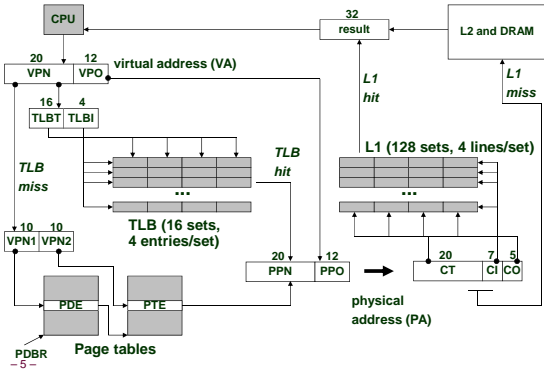 CPU
32
result
L2 and DRAM
20 12
VPN VPO
virtual address (VA)
16 4
TLBT TLBI
L1
hit
L1
miss
TLB
miss
TLB
hit
L1 (128 sets, 4 lines/set)
...
...
TLB (16 sets,
4 entries/set)
10 10
VPN1 VPN2
20 12
PPN PPO
20 7 5
CT CI CO
physical
address (PA)
PDE
PTE
PDBR
Page tables
– 5 –